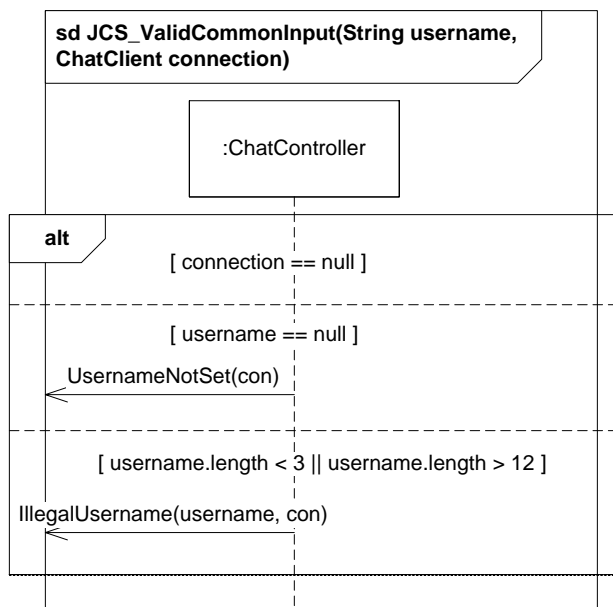 sd JCS_ValidCommonInput(String username,
ChatClient connection)
:ChatController
alt
[ connection == null ]
[ username == null ]
UsernameNotSet(con)
[ username.length < 3 || username.length > 12 ]
IllegalUsername(username, con)